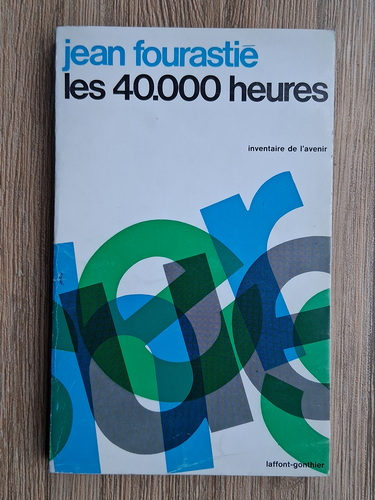 jean fourastié
les 40.000 heures
inventaire de l'avenir
laffont-gonthier